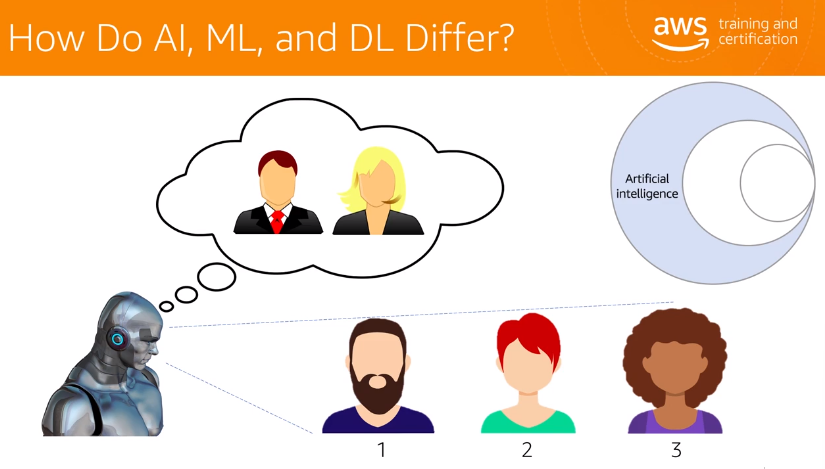 How Do AI, ML, and DL Differ?
aws training and
certification
Artificial
intelligence
1 2 3